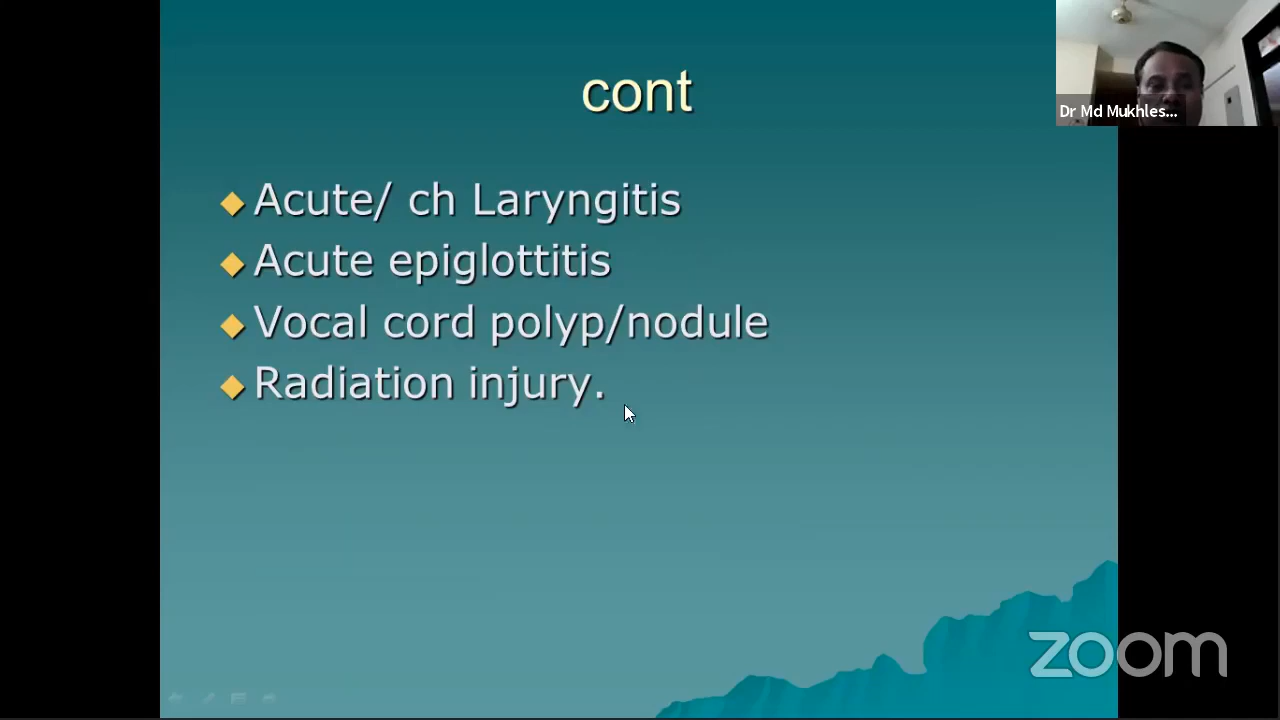 cont
Dr Md Mukhles...
Acute/ ch Laryngitis
Acute epiglottitis
Vocal cord polyp/nodule
Radiation injury.
zoom